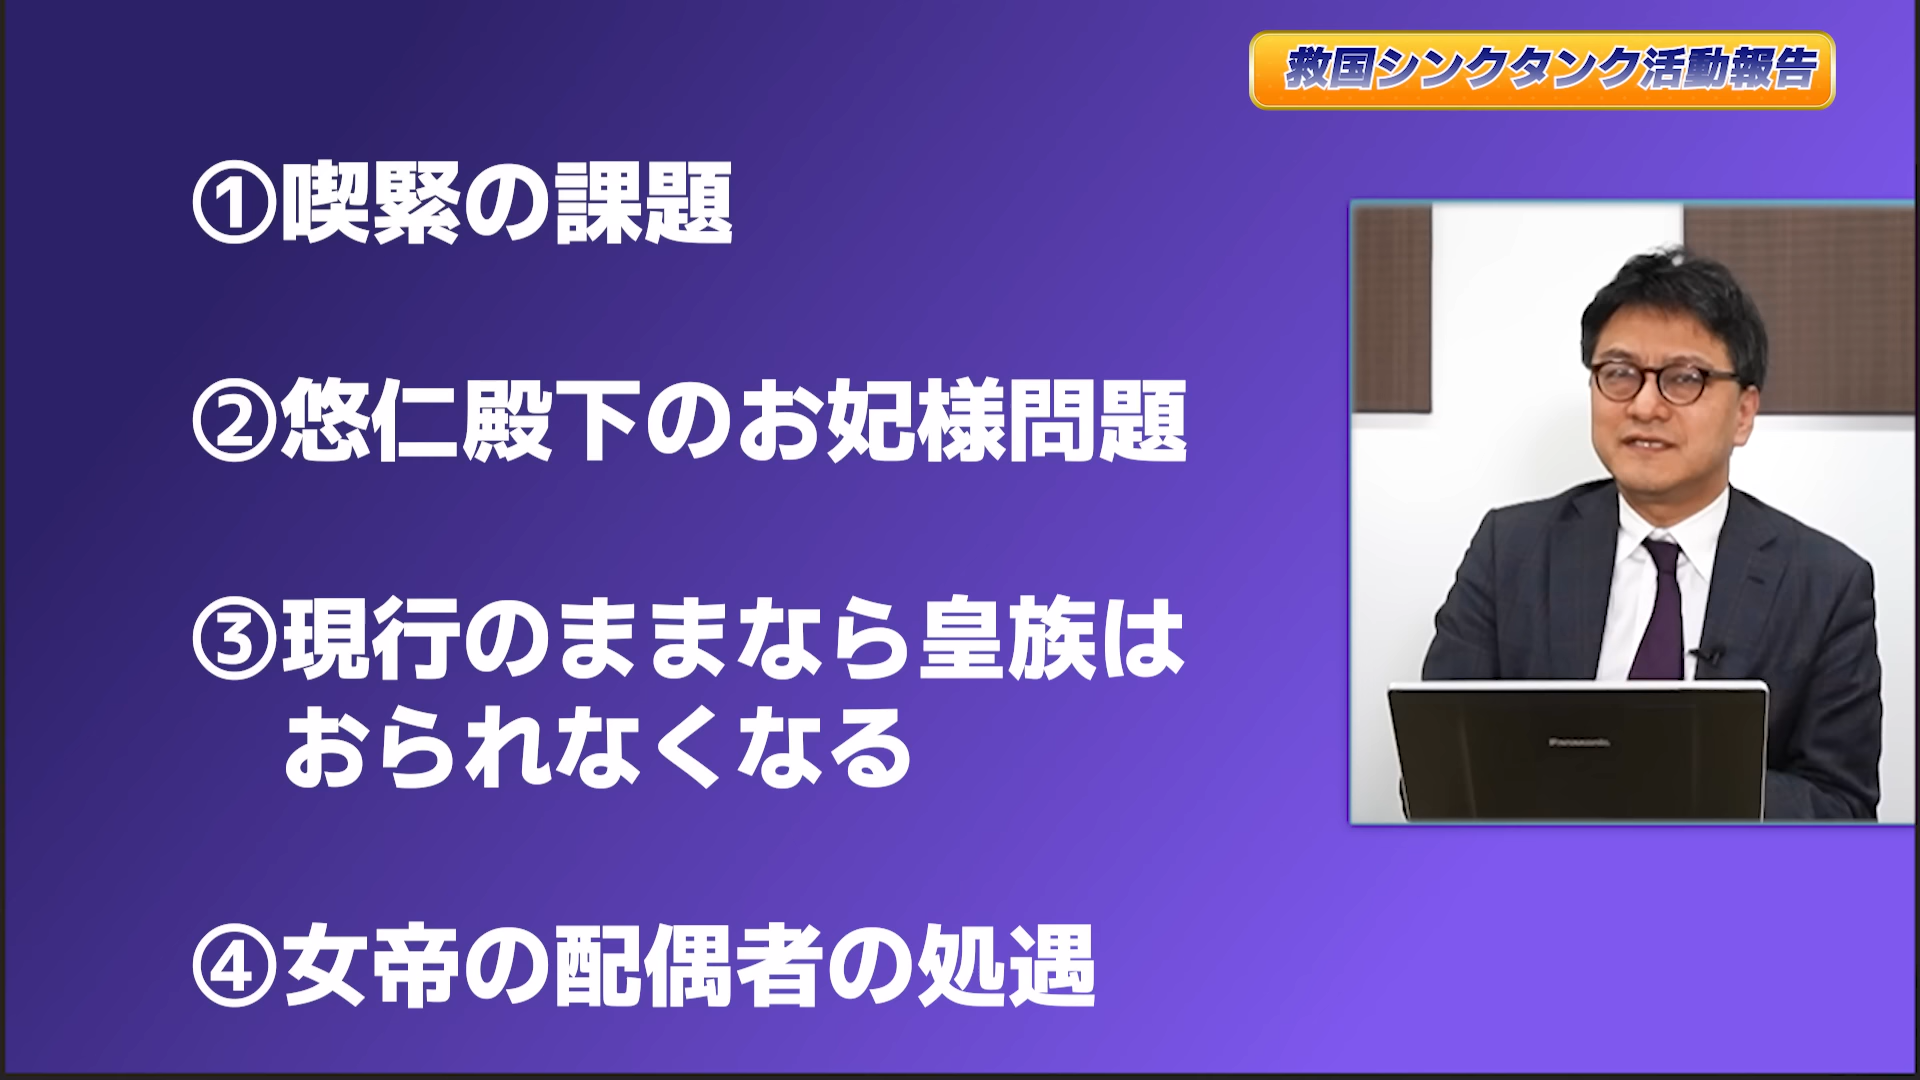 救国シンクタンク活動報告
①喫緊の課題
②悠仁殿下のお妃様問題
③現行のままなら皇族は
おられなくなる
④女帝の配偶者の処遇
Panasonic